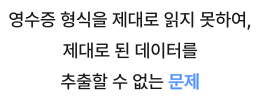 영수증 형식을 제대로 읽지 못하여,
제대로 된 데이터를
추출할 수 없는 문제